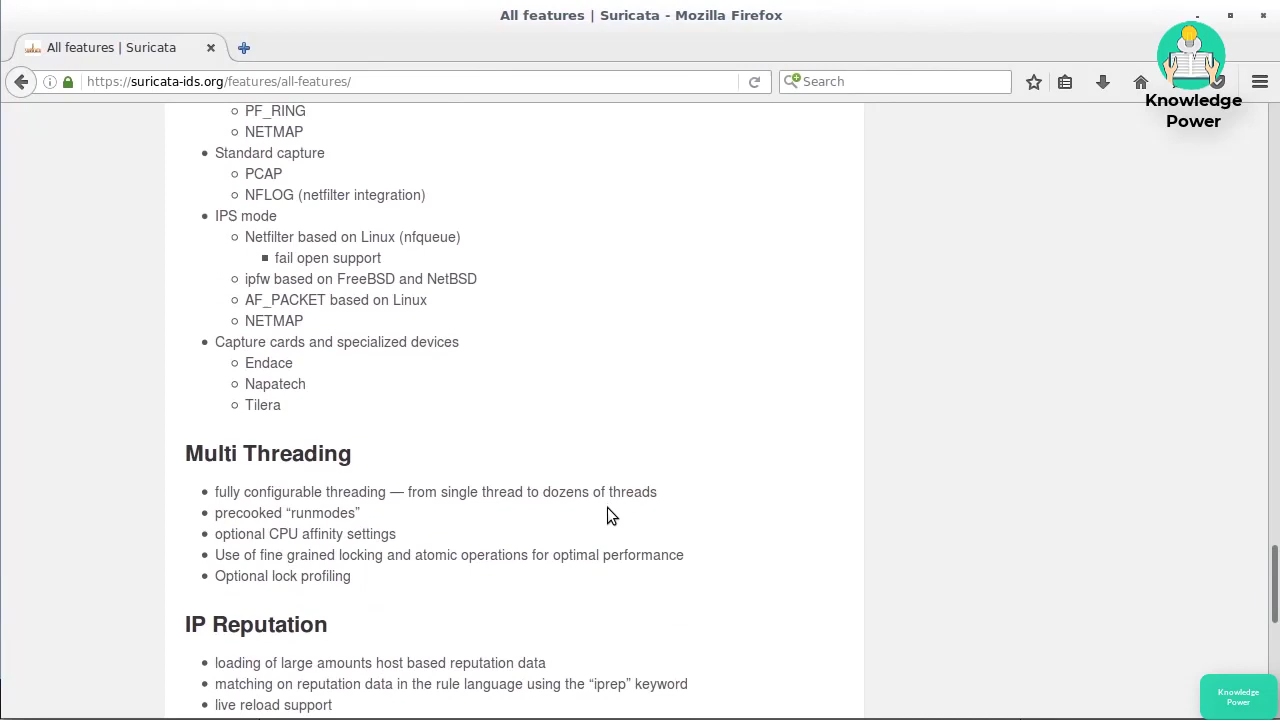 All features | Suricata - Mozilla Firefox
All features | Suricata
https://suricata-ids.org/features/all-features/
Search
Knowledge
Power
PF_RING
NETMAP
Standard capture
PCAP
NFLOG (netfilter integration)
IPS mode
Netfilter based on Linux (nfqueue)
fail open support
ipfw based on FreeBSD and NetBSD
AF_PACKET based on Linux
NETMAP
Capture cards and specialized devices
Endace
Napatech
Tilera
Multi Threading
fully configurable threading — from single thread to dozens of threads
precooked “runmodes”
optional CPU affinity settings
Use of fine grained locking and atomic operations for optimal performance
Optional lock profiling
IP Reputation
loading of large amounts host based reputation data
matching on reputation data in the rule language using the “iprep” keyword
live reload support
Knowledge
Power